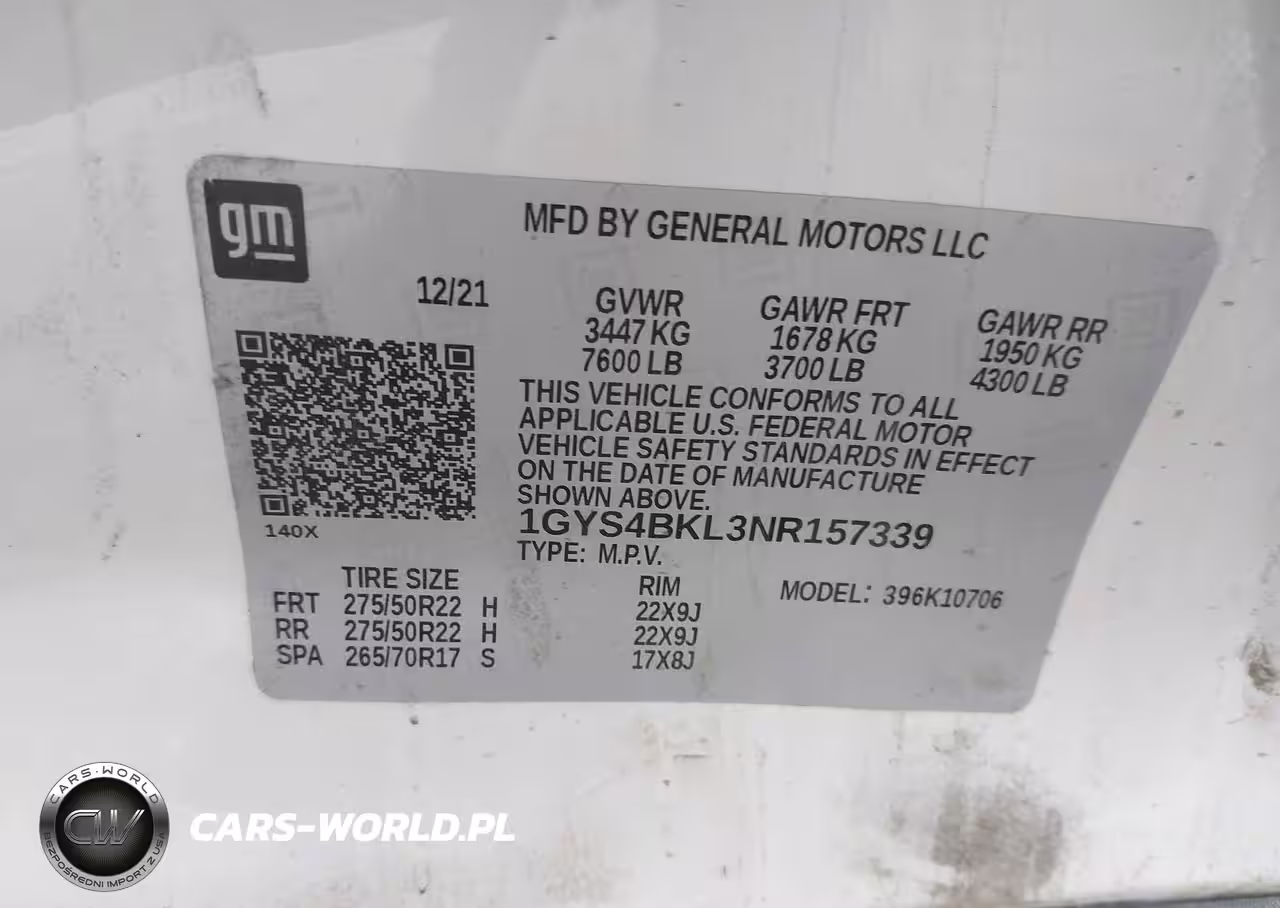 gm
MFD BY GENERAL MOTORS LLC
12/21
GVWR GAWR FRT GAWR RR
3447 KG 1678 KG 1950 KG
7600 LB 3700 LB 4300 LB
THIS VEHICLE CONFORMS TO ALL
APPLICABLE U.S. FEDERAL MOTOR
VEHICLE SAFETY STANDARDS IN EFFECT
ON THE DATE OF MANUFACTURE
SHOWN ABOVE.
1GYS4BKL3NR157339
140X
TYPE: M.P.V. MODEL: 396K10706
TIRE SIZE RIM
FRT 275/50R22 H 22X9J
RR 275/50R22 H 22X9J
SPA 265/70R17 S 17X8J
CARS-WORLD
CW
BEZPOŚREDNI IMPORT Z USA
CARS-WORLD.PL